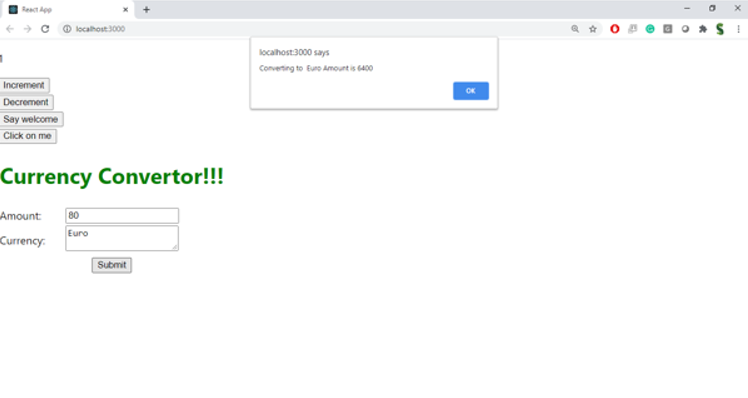 React App
localhost:3000
localhost:3000 says
Converting to Euro Amount is 6400
OK
Increment
Decrement
Say welcome
Click on me
Currency Convertor!!!
Amount: 80
Currency: Euro
Submit